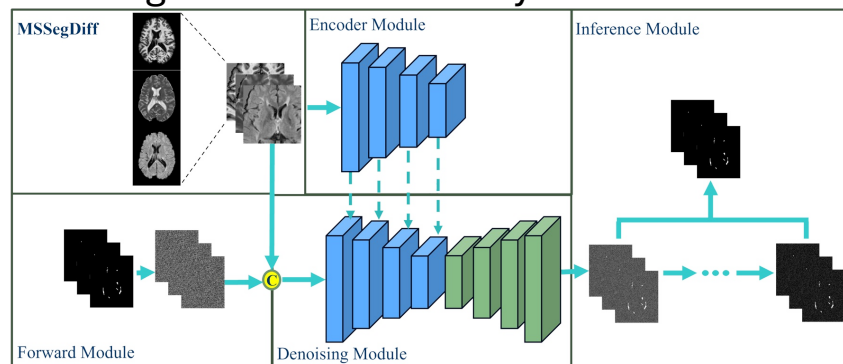 MSSegDiff
Encoder Module
Inference Module
C
Forward Module
Denoising Module